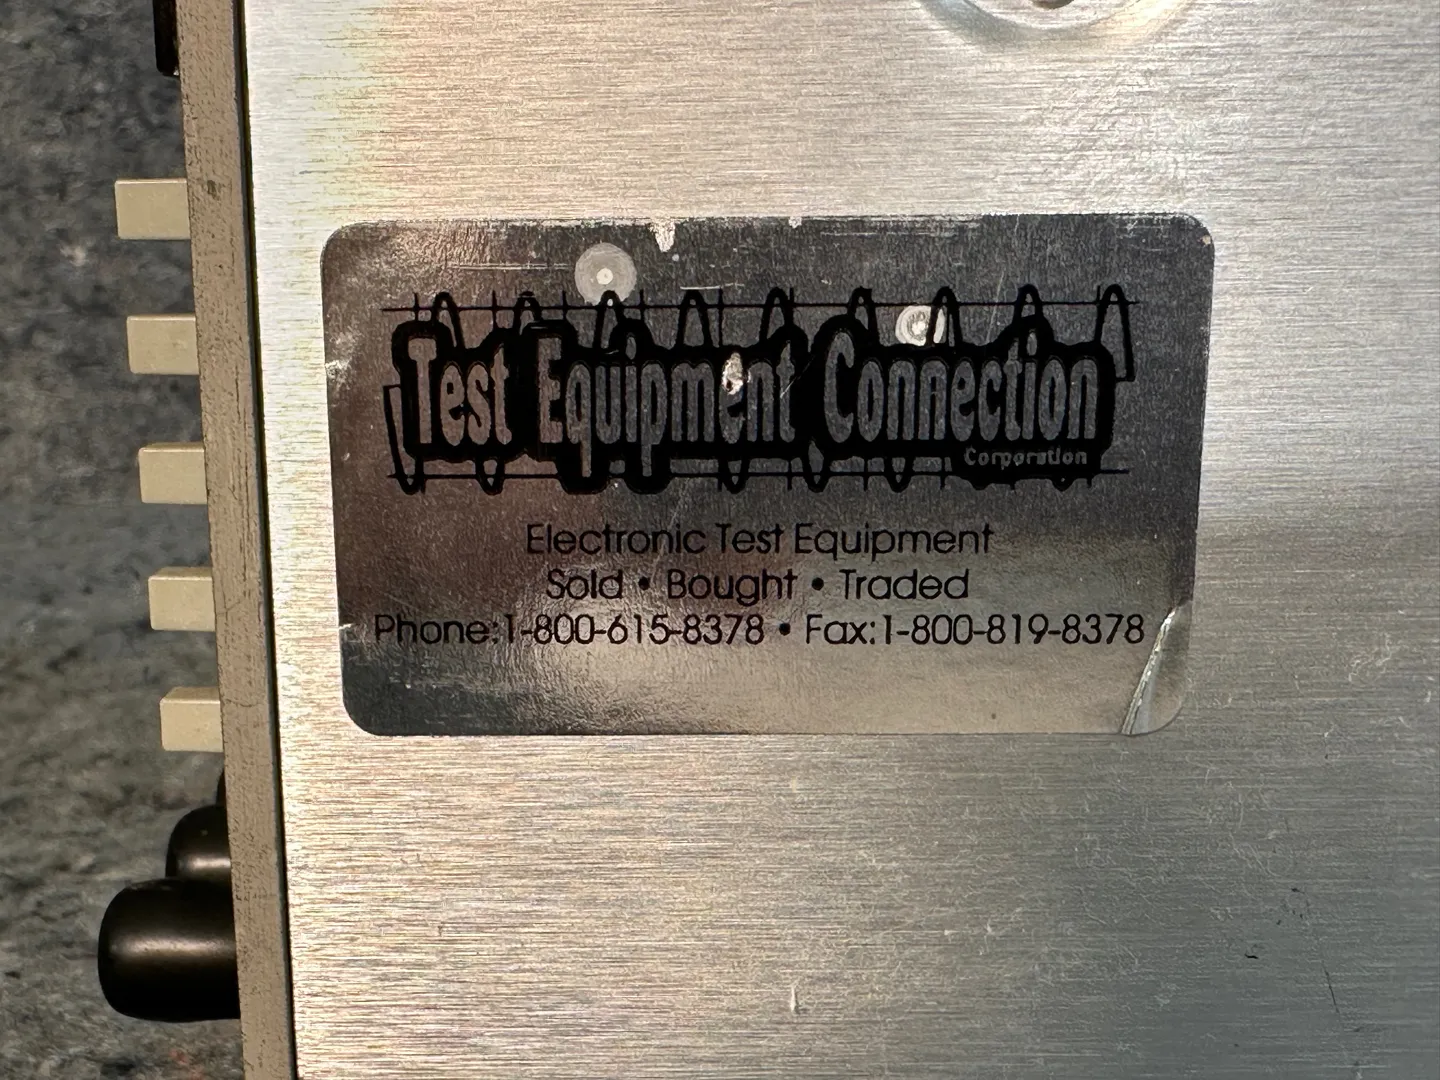 Test Equipment Connection
Corporation
Electronic Test Equipment
Sold • Bought • Traded
Phone:1-800-615-8378 • Fax:1-800-819-8378